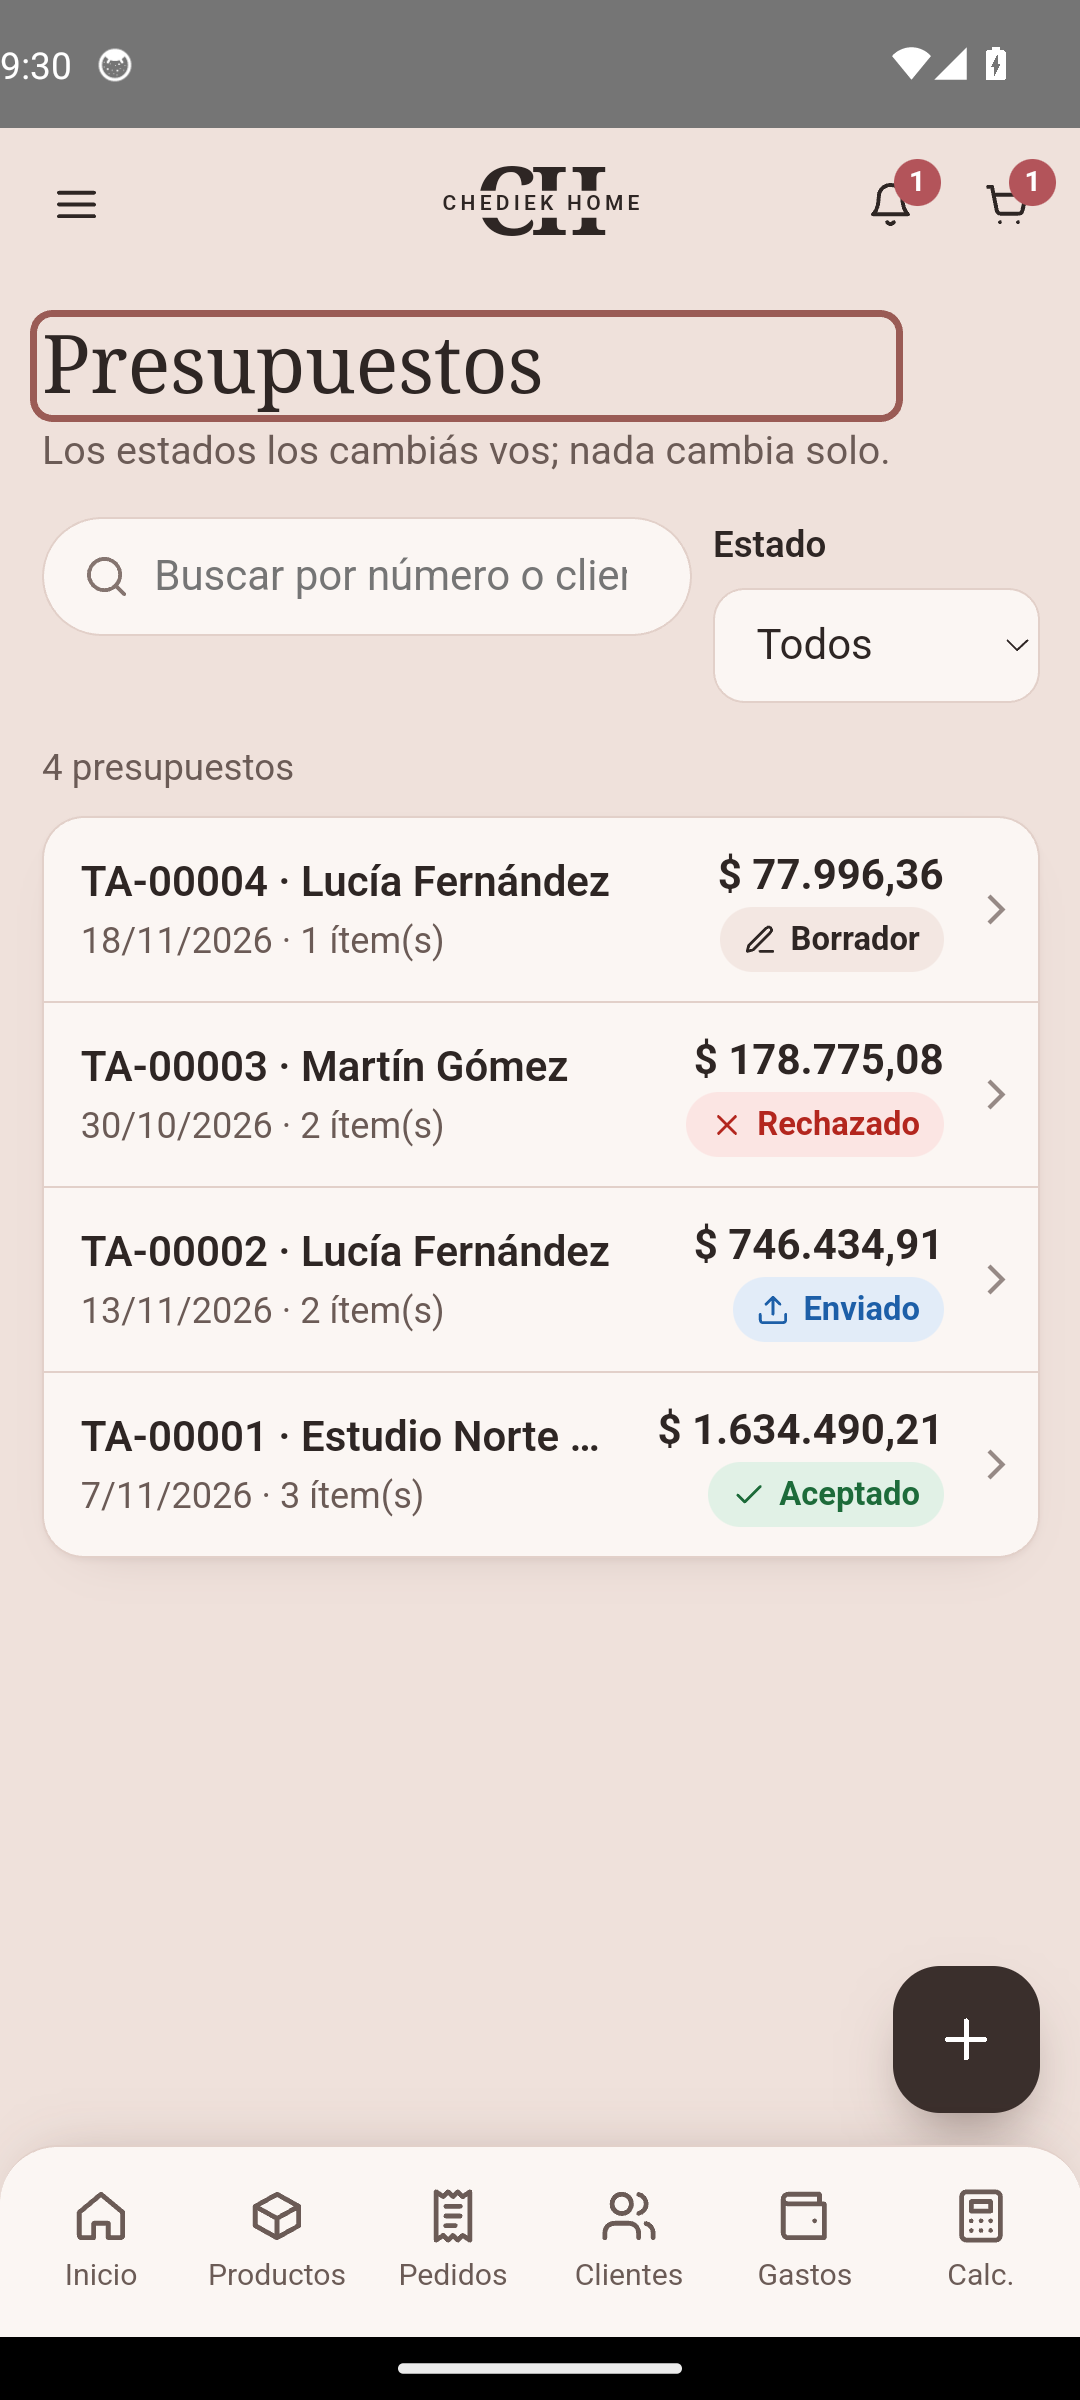 9:30
CH
CHEDIEK HOME
1
1
Presupuestos
Los estados los cambiás vos; nada cambia solo.
Buscar por número o clien
Estado
Todos
4 presupuestos
TA-00004 · Lucía Fernández
$ 77.996,36
18/11/2026 · 1 ítem(s)
Borrador
TA-00003 · Martín Gómez
$ 178.775,08
30/10/2026 · 2 ítem(s)
Rechazado
TA-00002 · Lucía Fernández
$ 746.434,91
13/11/2026 · 2 ítem(s)
Enviado
TA-00001 · Estudio Norte ...
$ 1.634.490,21
7/11/2026 · 3 ítem(s)
Aceptado
Inicio
Productos
Pedidos
Clientes
Gastos
Calc.